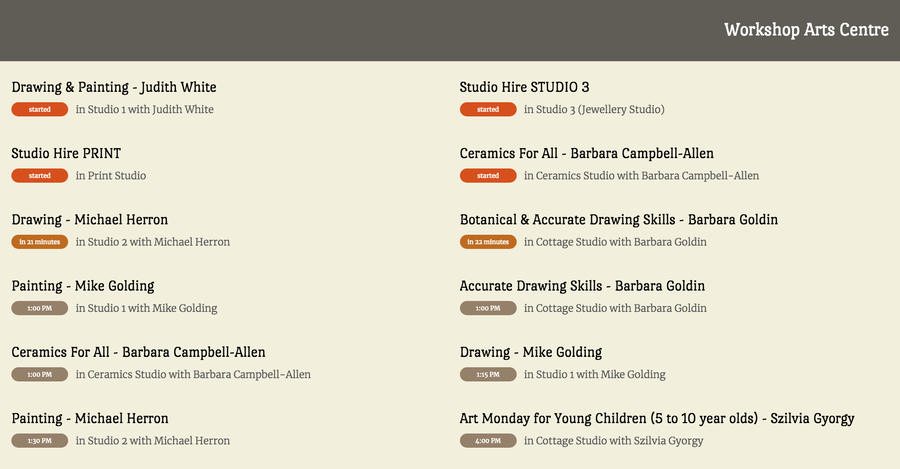 Workshop Arts Centre
Drawing & Painting - Judith White
started in Studio 1 with Judith White
Studio Hire STUDIO 3
started in Studio 3 (Jewellery Studio)
Studio Hire PRINT
started in Print Studio
Ceramics For All - Barbara Campbell-Allen
started in Ceramics Studio with Barbara Campbell-Allen
Drawing - Michael Herron
in 21 minutes in Studio 2 with Michael Herron
Botanical & Accurate Drawing Skills - Barbara Goldin
in 22 minutes in Cottage Studio with Barbara Goldin
Painting - Mike Golding
1:00 PM in Studio 1 with Mike Golding
Accurate Drawing Skills - Barbara Goldin
1:00 PM in Cottage Studio with Barbara Goldin
Ceramics For All - Barbara Campbell-Allen
1:00 PM in Ceramics Studio with Barbara Campbell-Allen
Drawing - Mike Golding
1:15 PM in Studio 1 with Mike Golding
Painting - Michael Herron
1:30 PM in Studio 2 with Michael Herron
Art Monday for Young Children (5 to 10 year olds) - Szilvia Gyorgy
4:00 PM in Cottage Studio with Szilvia Gyorgy